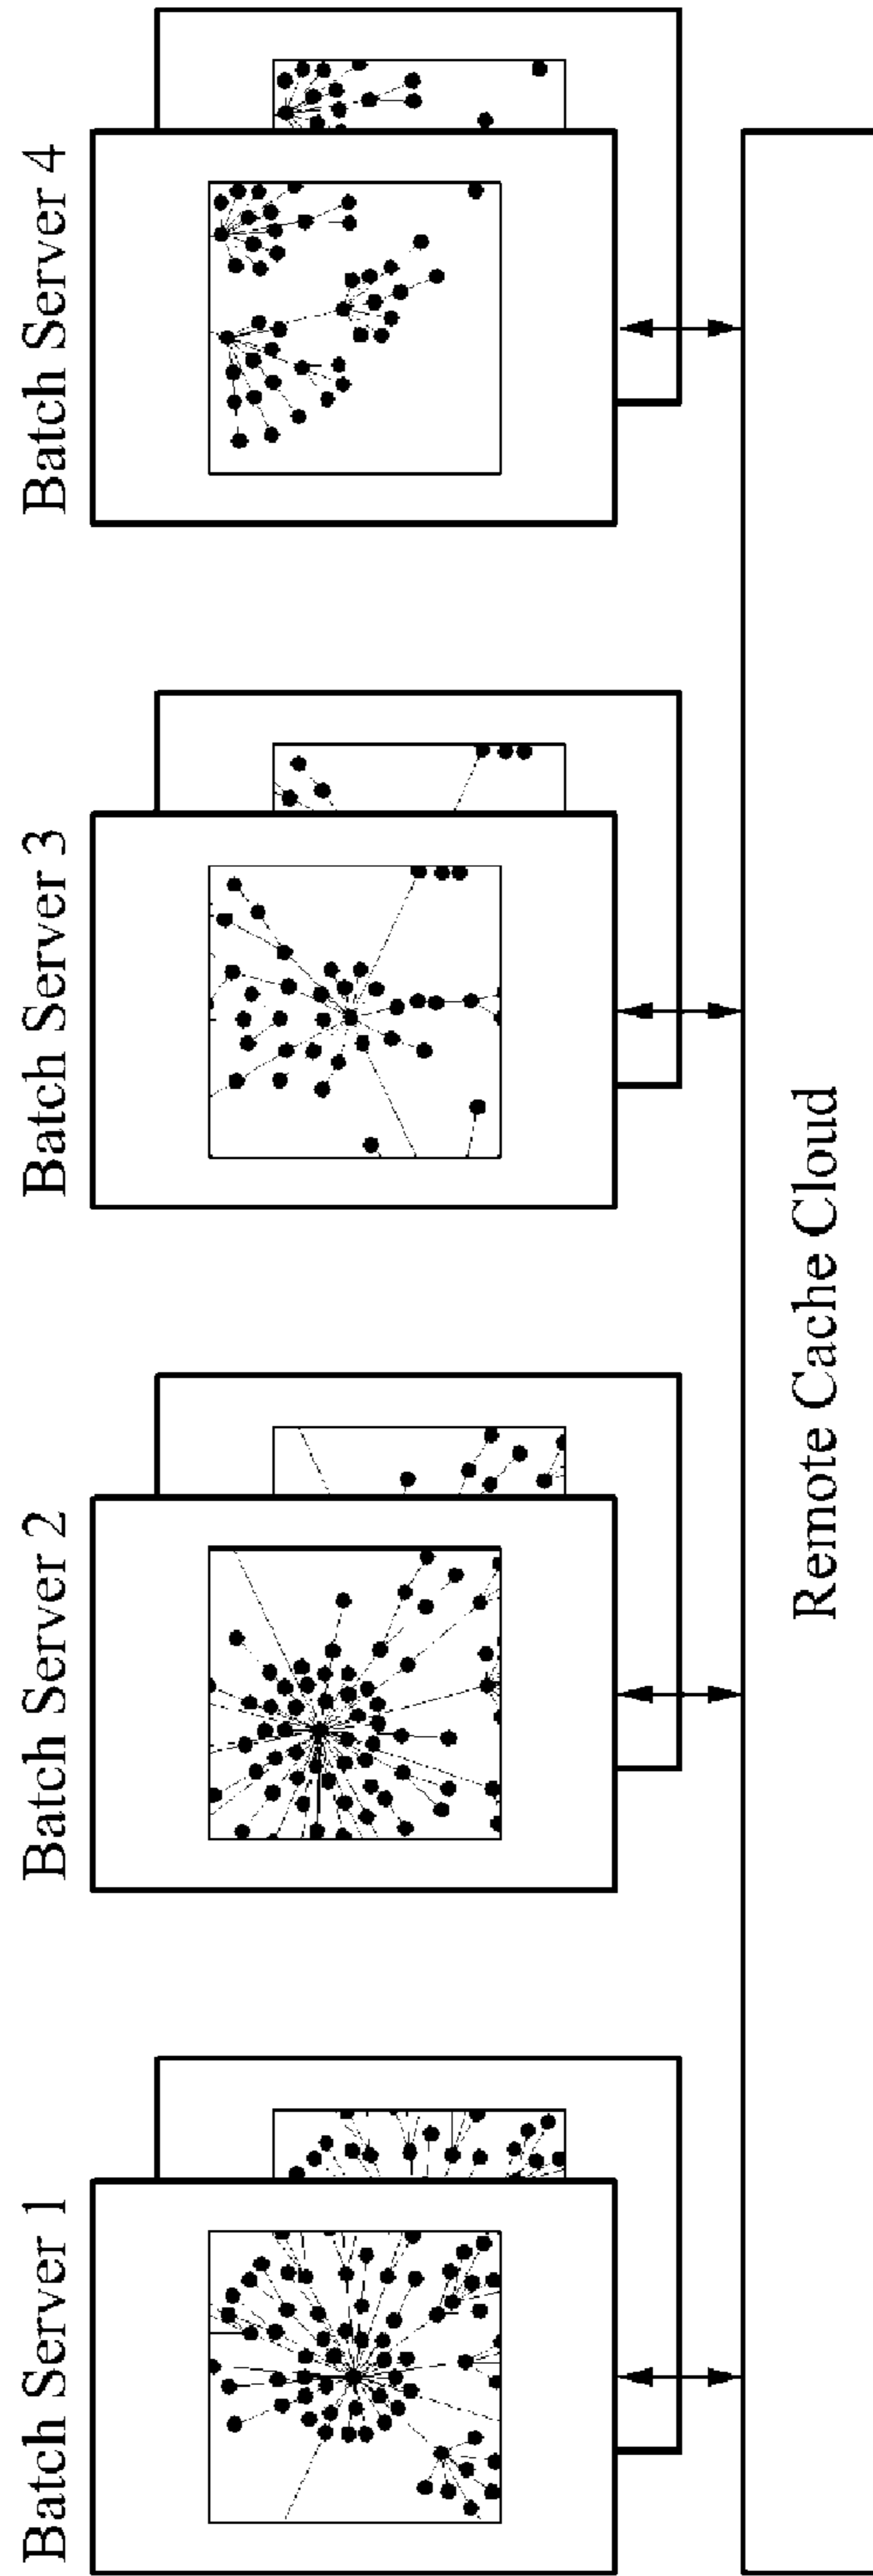 Batch Server 1
Batch Server 2
Batch Server 3
Batch Server 4
Remote Cache Cloud